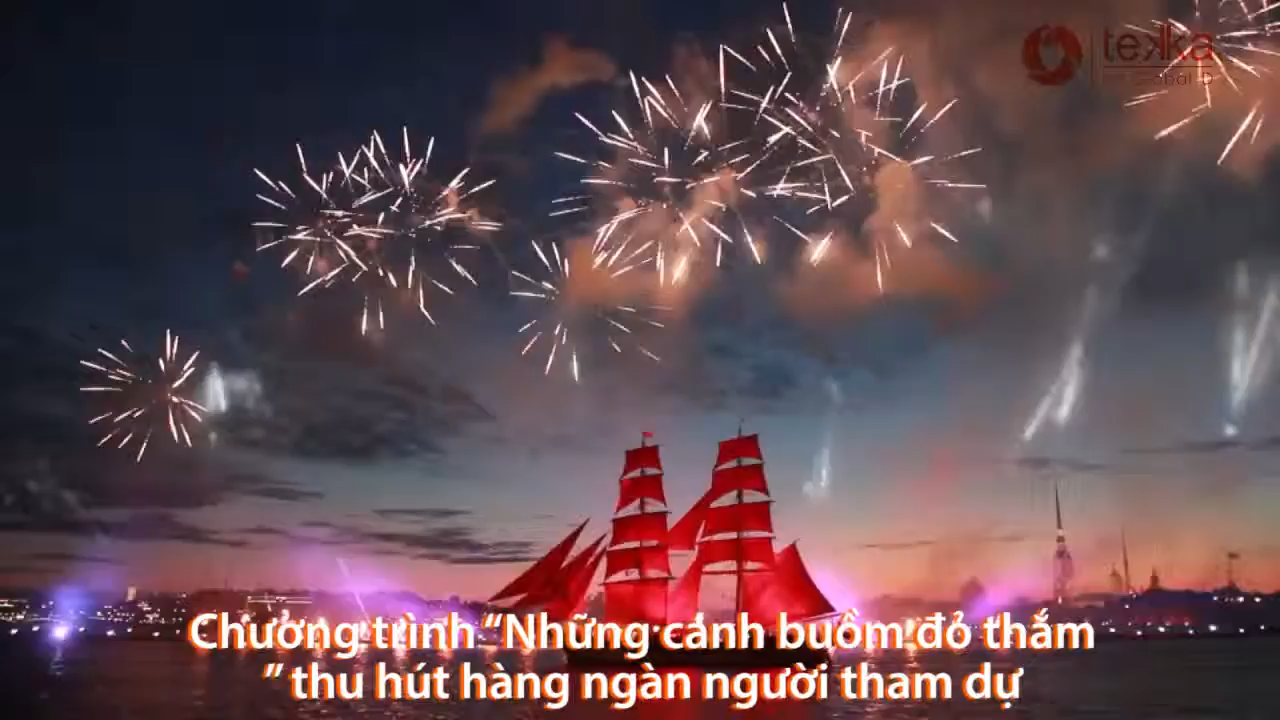 tekka
Chương trình “Những cánh buồm đỏ thắm
” thu hút hàng ngàn người tham dự